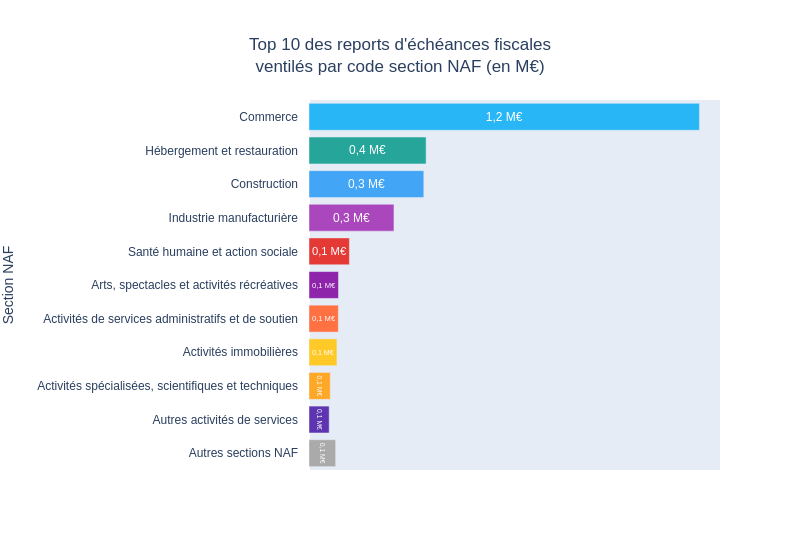 Top 10 des reports d'échéances fiscales
ventilés par code section NAF (en M€)
Section NAF
Commerce 1,2 M€
Hébergement et restauration 0,4 M€
Construction 0,3 M€
Industrie manufacturière 0,3 M€
Santé humaine et action sociale 0,1 M€
Arts, spectacles et activités récréatives 0,1 M€
Activités de services administratifs et de soutien 0,1 M€
Activités immobilières 0,1 M€
Activités spécialisées, scientifiques et techniques 0,1 M€
Autres activités de services 0,1 M€
Autres sections NAF 0,1 M€